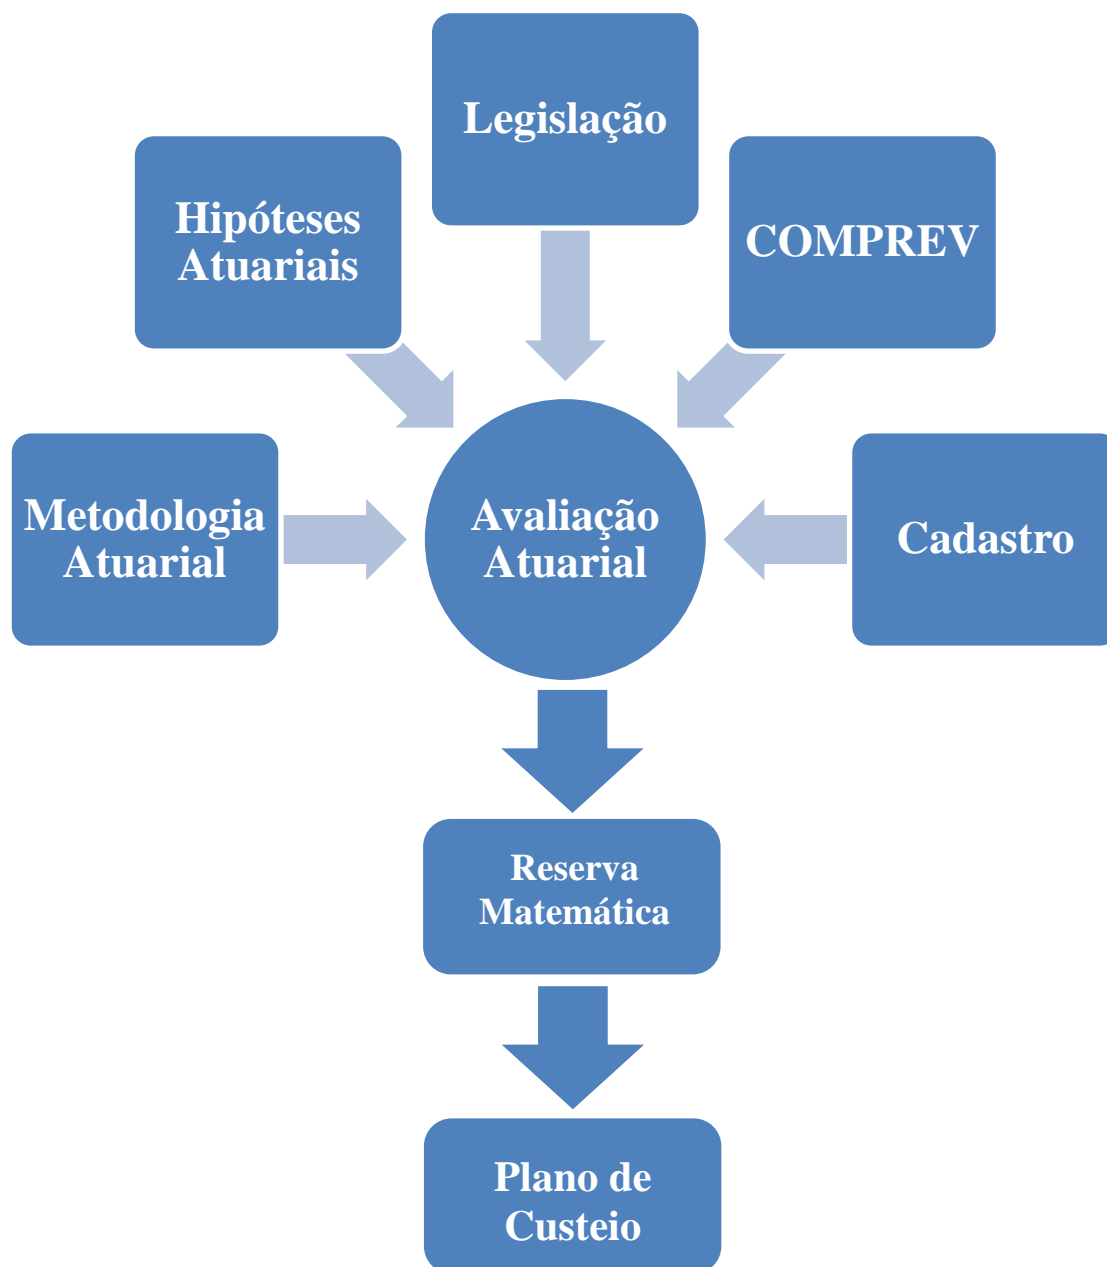 Legislação
Hipóteses
Atuariais
COMPREV
Metodologia
Atuarial
Avaliação
Atuarial
Cadastro
Reserva
Matemática
Plano de
Custeio